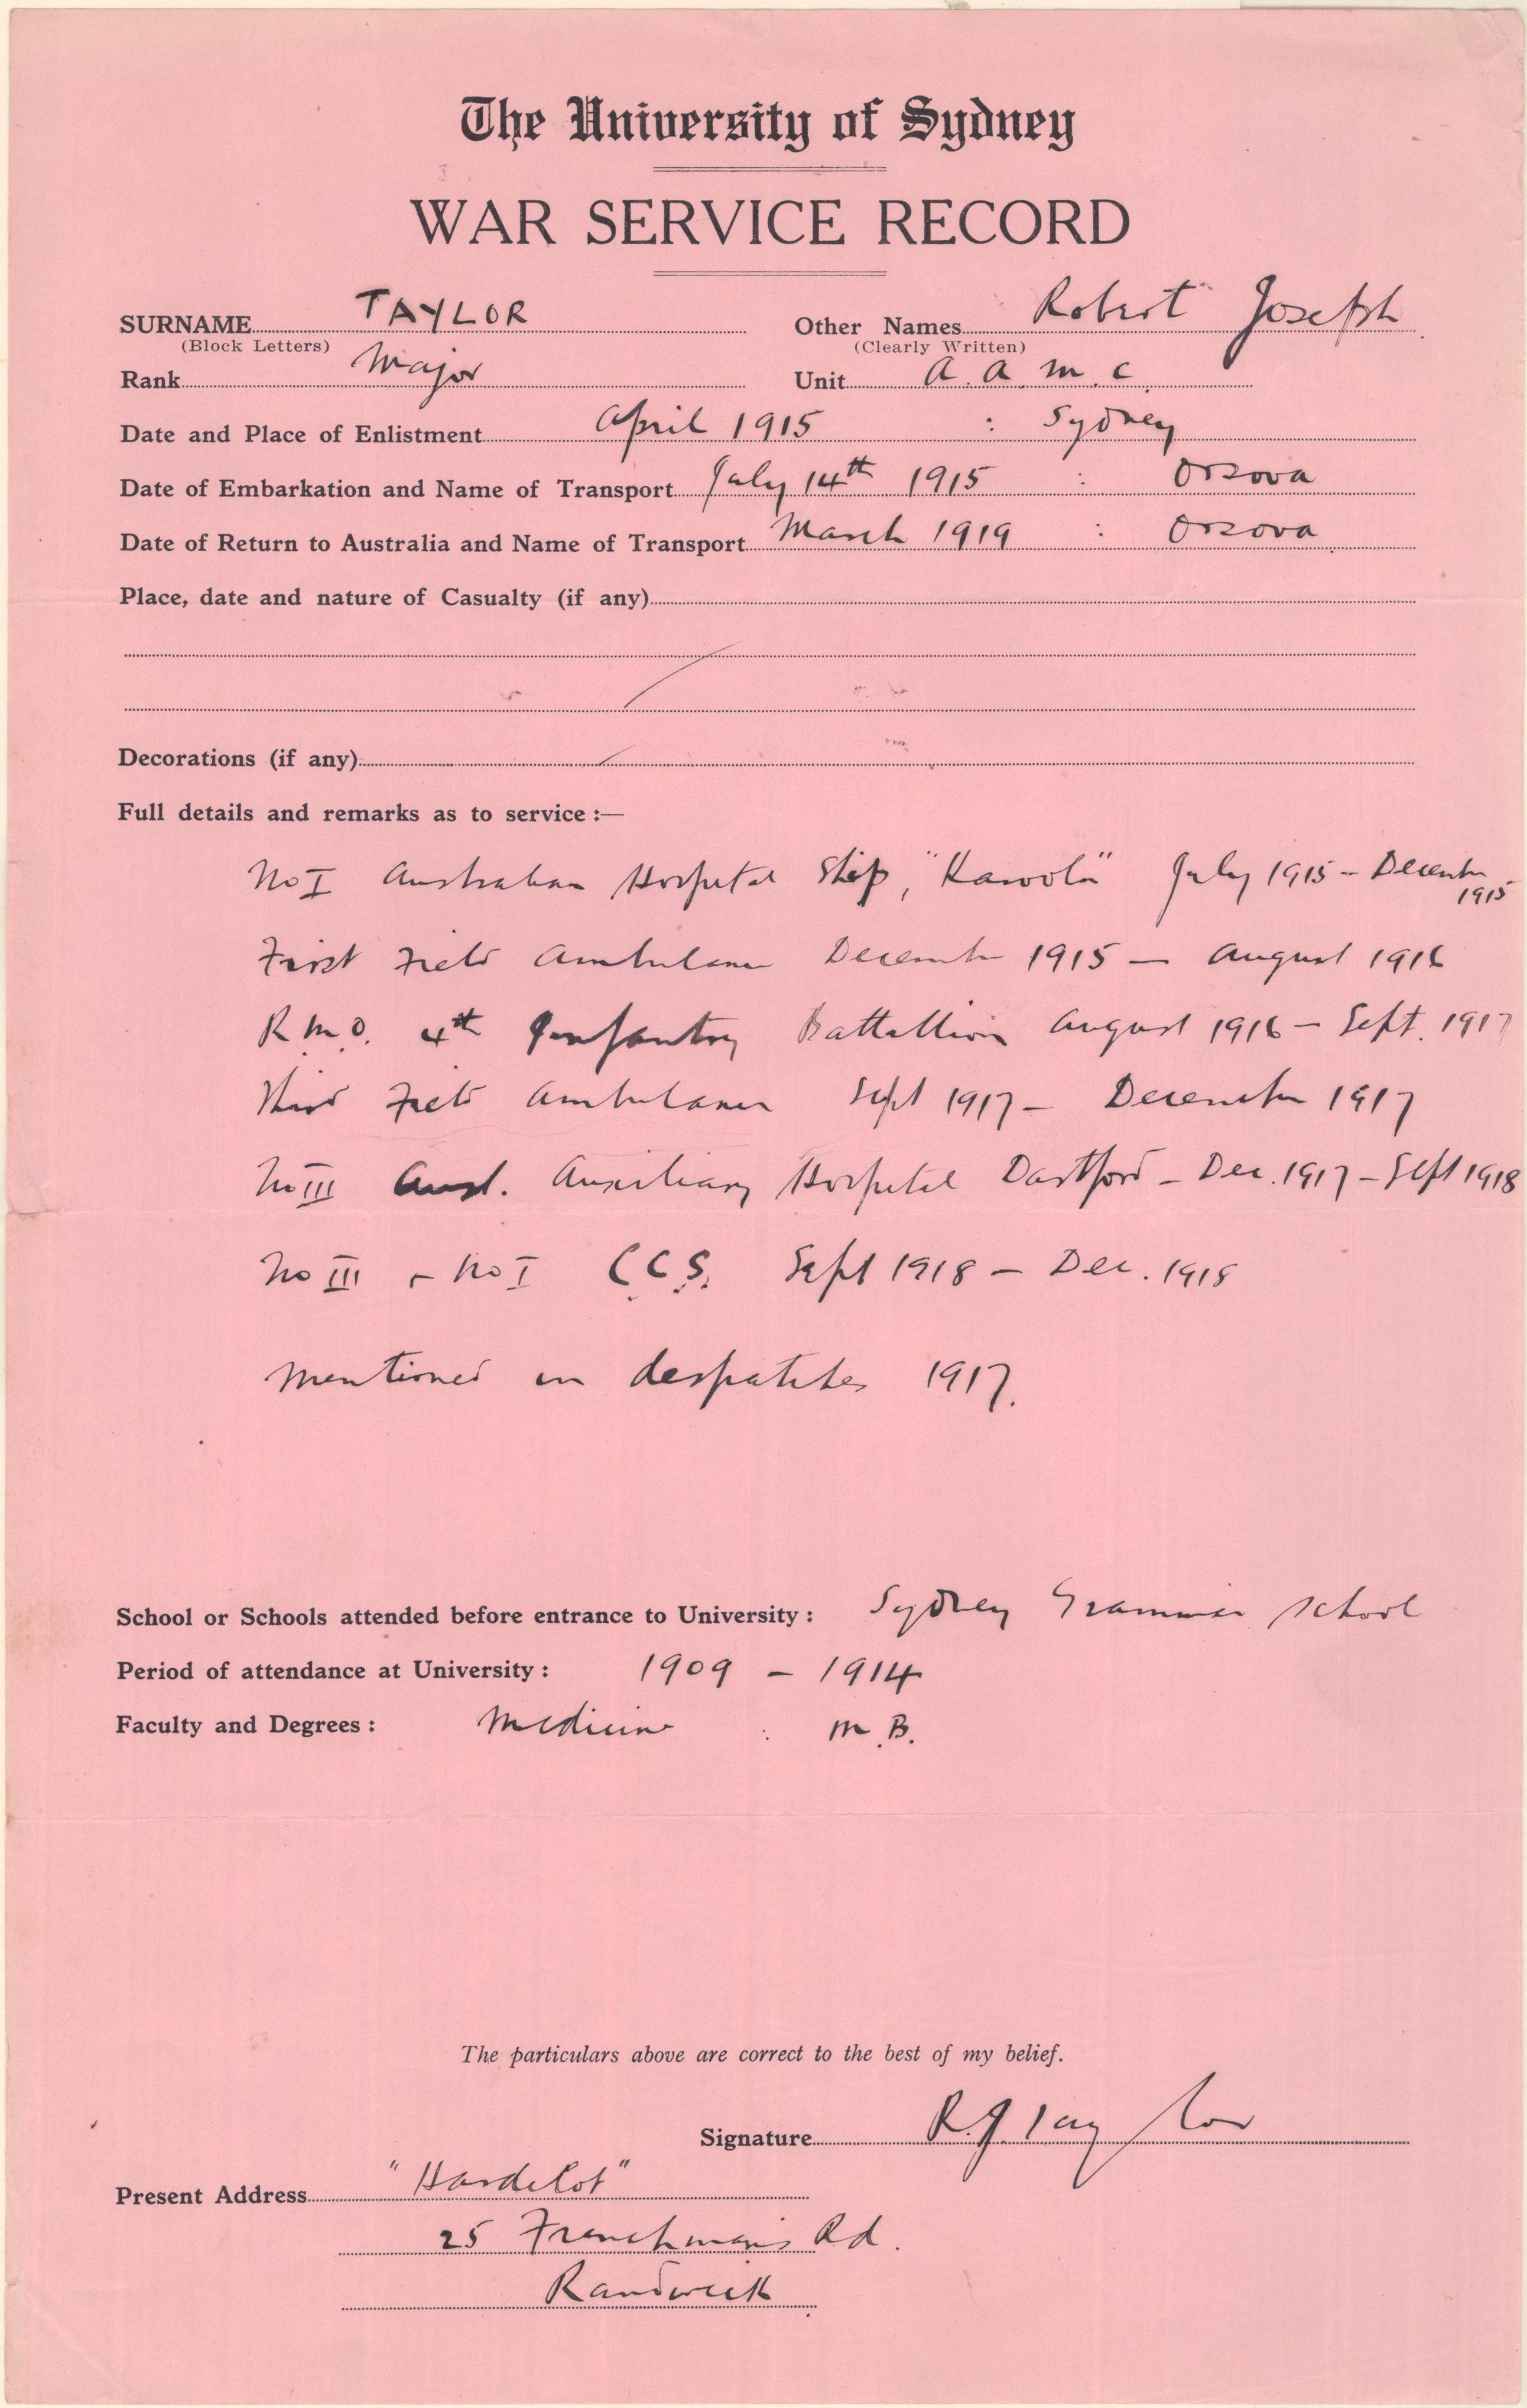 The University of Sydney
WAR SERVICE RECORD
SURNAME TAYLOR Other Names Robert Joseph
(Block Letters) (Clearly Written)
Rank Major Unit A. A. M. C.
Date and Place of Enlistment April 1915 : Sydney
Date of Embarkation and Name of Transport July 14th 1915 : Orsova
Date of Return to Australia and Name of Transport March 1919 : Orsova
Place, date and nature of Casualty (if any)
Decorations (if any)
Full details and remarks as to service :—
No I Australian Hospital Ship, "Karoola" July 1915 - December 1915
First Field Ambulance December 1915 — August 1916
R.M.O. 4th Infantry Battallion August 1916 - Sept. 1917
Third Field Ambulance Sept 1917 - December 1917
No III Aust. Auxiliary Hospital Dartford - Dec. 1917 - Sept 1918
No III & No I C.C.S. Sept 1918 - Dec. 1918
Mentioned in despatches 1917.
School or Schools attended before entrance to University : Sydney Grammar School
Period of attendance at University : 1909 - 1914
Faculty and Degrees : Medicine : M.B.
The particulars above are correct to the best of my belief.
Signature R.J. Taylor
Present Address "Hardelot"
25 Frenchmans Rd.
Randwick